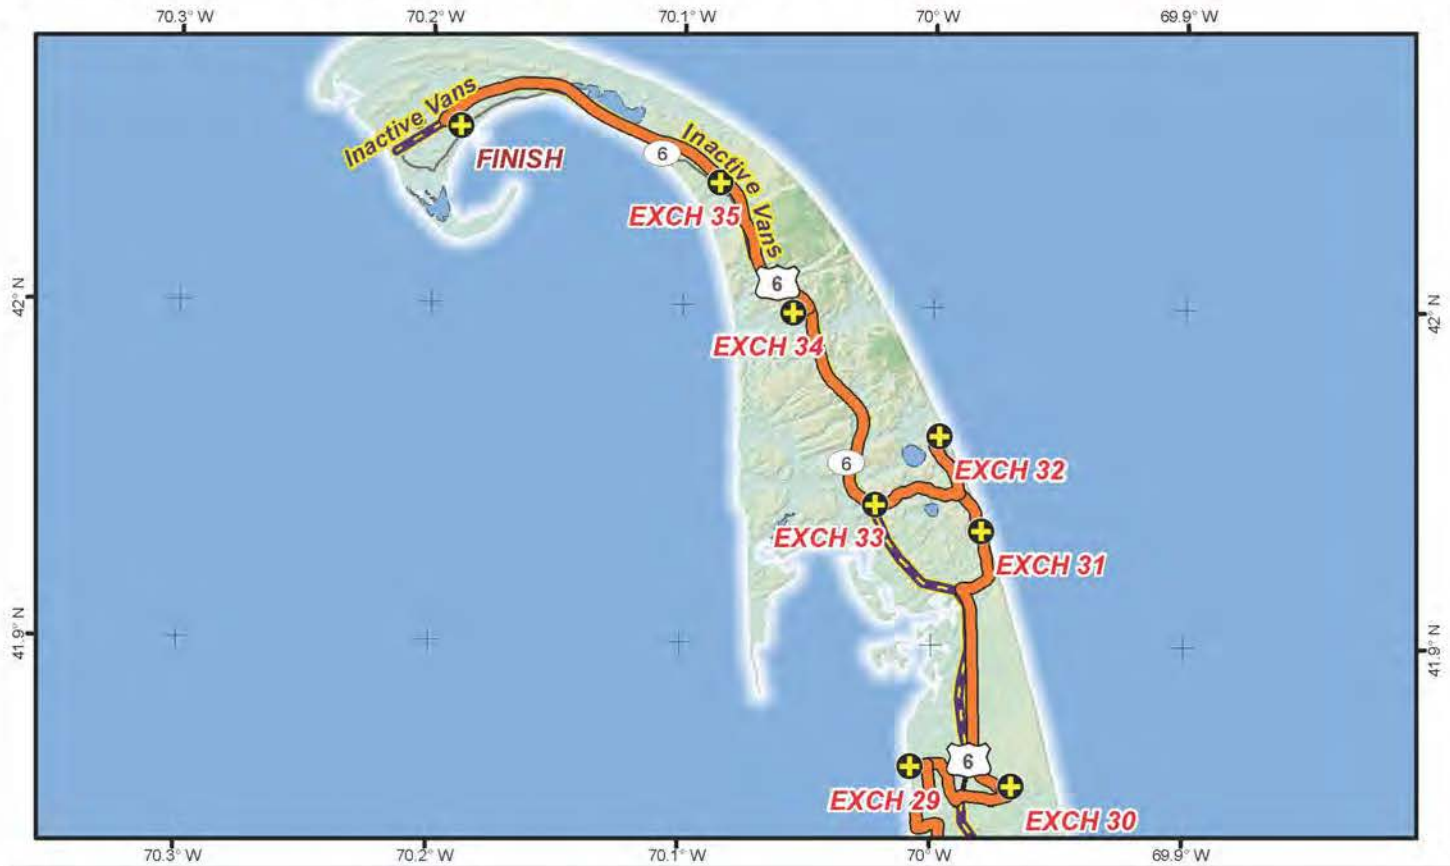 70.3° W
70.2° W
70.1° W
70° W
69.9° W
Inactive Vans
FINISH
6
Inactive Vans
EXCH 35
6
42° N
42° N
EXCH 34
EXCH 32
6
EXCH 33
EXCH 31
41.9° N
41.9° N
6
EXCH 29
EXCH 30
70.3° W
70.2° W
70.1° W
70° W
69.9° W